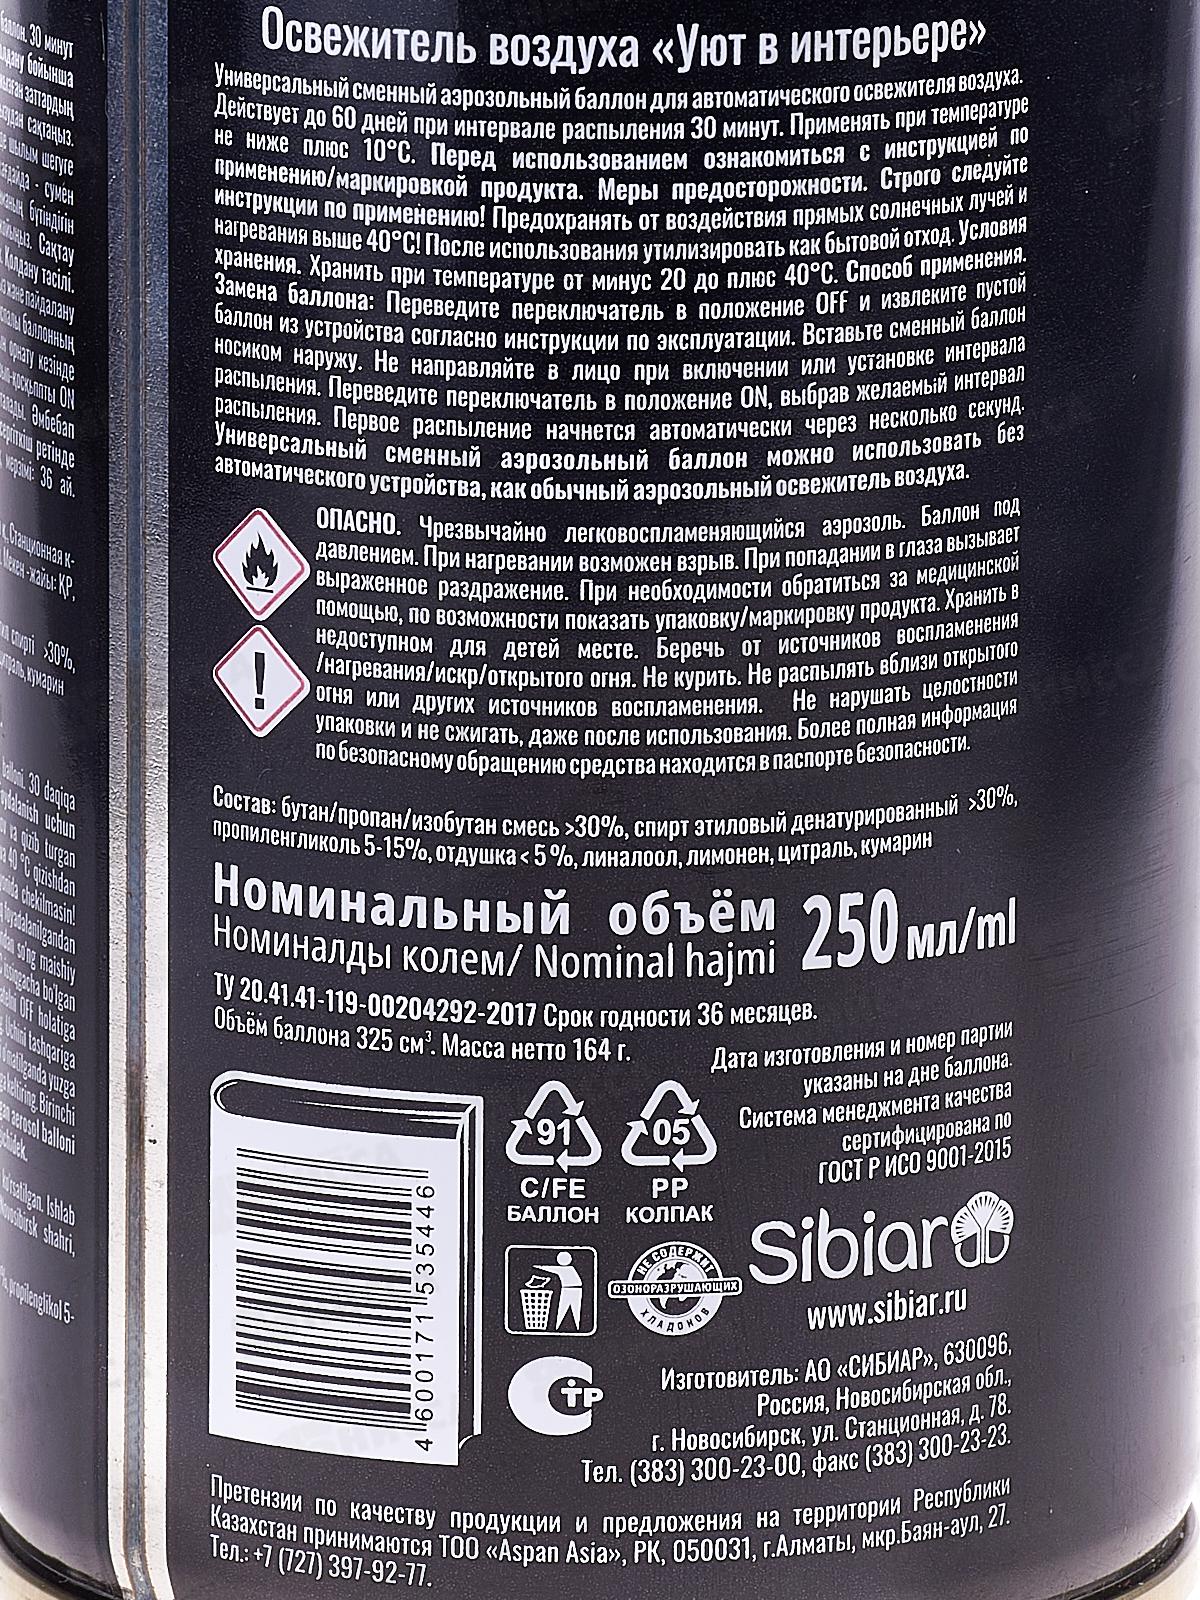 Освежитель воздуха «Уют в интерьере»
Универсальный сменный аэрозольный баллон для автоматического освежителя воздуха.
Действует до 60 дней при интервале распыления 30 минут. Применять при температуре
не ниже плюс 10°С. Перед использованием ознакомиться с инструкцией по
применению/маркировкой продукта. Меры предосторожности. Строго следуйте
инструкции по применению! Предохранять от воздействия прямых солнечных лучей и
нагревания выше 40°С! После использования утилизировать как бытовой отход. Условия
хранения. Хранить при температуре от минус 20 до плюс 40°С. Способ применения.
Замена баллона: Переведите переключатель в положение OFF и извлеките пустой
баллон из устройства согласно инструкции по эксплуатации. Вставьте сменный баллон
носиком наружу. Не направляйте в лицо при включении или установке интервала
распыления. Переведите переключатель в положение ON, выбрав желаемый интервал
распыления. Первое распыление начнется автоматически через несколько секунд.
Универсальный сменный аэрозольный баллон можно использовать без
автоматического устройства, как обычный аэрозольный освежитель воздуха.
ОПАСНО. Чрезвычайно легковоспламеняющийся аэрозоль. Баллон под
давлением. При нагревании возможен взрыв. При попадании в глаза вызывает
выраженное раздражение. При необходимости обратиться за медицинской
помощью, по возможности показать упаковку/маркировку продукта. Хранить в
недоступном для детей месте. Беречь от источников воспламенения
/нагревания/искр/открытого огня. Не курить. Не распылять вблизи открытого
огня или других источников воспламенения. Не нарушать целостности
упаковки и не сжигать, даже после использования. Более полная информация
по безопасному обращению средства находится в паспорте безопасности.
Состав: бутан/пропан/изобутан смесь >30%, спирт этиловый денатурированный >30%,
пропиленгликоль 5-15%, отдушка < 5 %, линалоол, лимонен, цитраль, кумарин
Номинальный объём 250 мл/ml
Номиналды колем/ Nominal hajmi
ТУ 20.41.41-119-00204292-2017 Срок годности 36 месяцев.
Объём баллона 325 см³. Масса нетто 164 г.
Дата изготовления и номер партии
указаны на дне баллона.
Система менеджмента качества
сертифицирована по
ГОСТ Р ИСО 9001-2015
91
C/FE
БАЛЛОН
05
PP
КОЛПАК
4 600171 535446
НЕ СОДЕРЖИТ
ОЗОНОРАЗРУШАЮЩИХ
ХЛАДОНОВ
Sibiar
www.sibiar.ru
СТР
Изготовитель: АО «СИБИАР», 630096,
Россия, Новосибирская обл.,
г. Новосибирск, ул. Станционная, д. 78.
Тел. (383) 300-23-00, факс (383) 300-23-23.
Претензии по качеству продукции и предложения на территории Республики
Казахстан принимаются ТОО «Aspan Asia», РК, 050031, г.Алматы, мкр.Баян-аул, 27.
Тел.: +7 (727) 397-92-77.